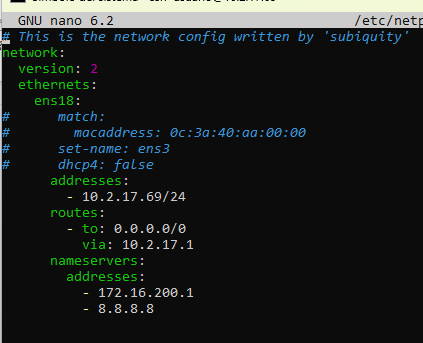 GNU nano 6.2 /etc/netp
# This is the network config written by 'subiquity'
network:
  version: 2
  ethernets:
    ens18:
#      match:
#        macaddress: 0c:3a:40:aa:00:00
#      set-name: ens3
#      dhcp4: false
      addresses:
        - 10.2.17.69/24
      routes:
        - to: 0.0.0.0/0
          via: 10.2.17.1
      nameservers:
        addresses:
          - 172.16.200.1
          - 8.8.8.8